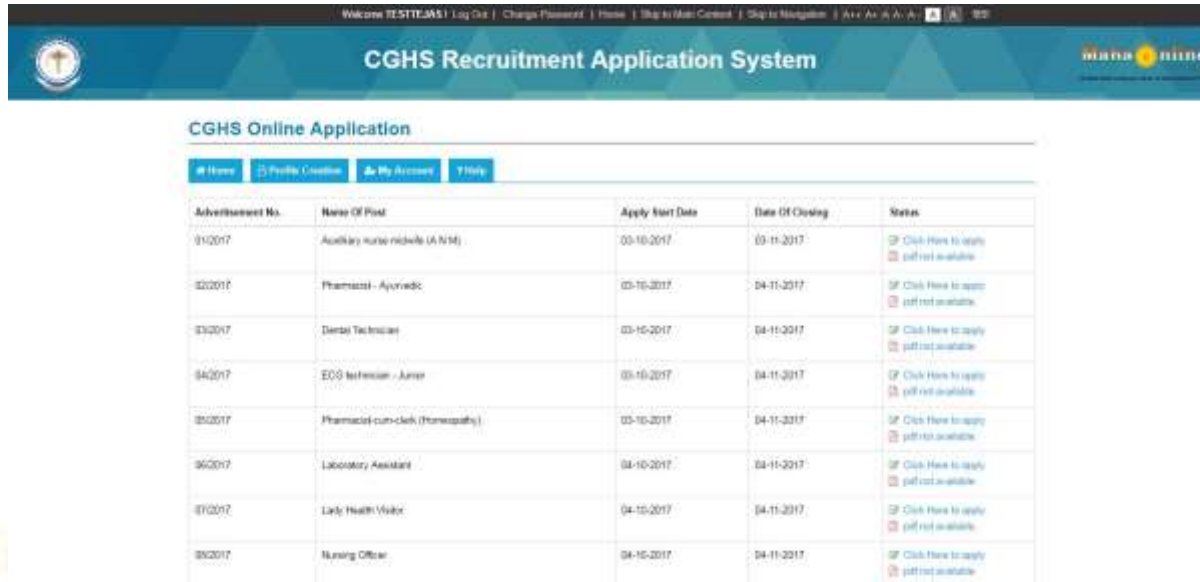 Welcome TESTTEJAS ! Log Out | Change Password | Home | Skip to Main Content | Skip to Navigation | A++ A+ A A- A-- A A हिंदी
CGHS Recruitment Application System
Maha Online
CGHS Online Application
Home Profile Creation My Account ? Help
Advertisement No. Name Of Post Apply Start Date Date Of Closing Status
01/2017 Auxiliary nurse midwife (A N M) 03-10-2017 03-11-2017 Click Here to apply
pdf not available
02/2017 Pharmacist - Ayurvedic 03-10-2017 04-11-2017 Click Here to apply
pdf not available
03/2017 Dental Technician 03-10-2017 04-11-2017 Click Here to apply
pdf not available
04/2017 ECG technician - Junior 03-10-2017 04-11-2017 Click Here to apply
pdf not available
05/2017 Pharmacist-cum-clerk (Homeopathy) 03-10-2017 04-11-2017 Click Here to apply
pdf not available
06/2017 Laboratory Assistant 04-10-2017 04-11-2017 Click Here to apply
pdf not available
07/2017 Lady Health Visitor 04-10-2017 04-11-2017 Click Here to apply
pdf not available
08/2017 Nursing Officer 04-10-2017 04-11-2017 Click Here to apply
pdf not available